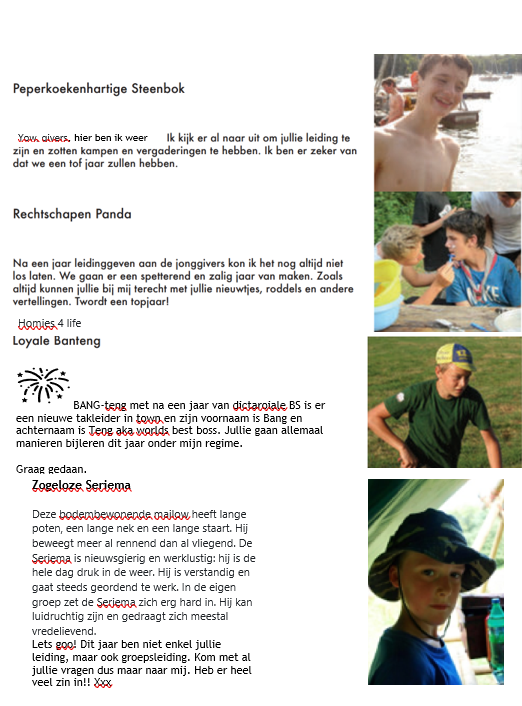 Peperkoekenhartige Steenbok
Yow, givers, hier ben ik weer Ik kijk er al naar uit om jullie leiding te
zijn en zotten kampen en vergaderingen te hebben. Ik ben er zeker van
dat we een tof jaar zullen hebben.
Rechtschapen Panda
Na een jaar leidinggeven aan de jonggivers kon ik het nog altijd niet
los laten. We gaan er een spetterend en zalig jaar van maken. Zoals
altijd kunnen jullie bij mij terecht met jullie nieuwtjes, roddels en andere
vertellingen. Twordt een topjaar!
Homies 4 life
Loyale Banteng
BANG-teng met na een jaar van dictaroiale BS is er
een nieuwe takleider in town en zijn voornaam is Bang en
achternaam is Teng aka worlds best boss. Jullie gaan allemaal
manieren bijleren dit jaar onder mijn regime.
Graag gedaan.
Zogeloze Seriema
Deze bodembewonende mailow heeft lange
poten, een lange nek en een lange staart. Hij
beweegt meer al rennend dan al vliegend. De
Seriema is nieuwsgierig en werklustig: hij is de
hele dag druk in de weer. Hij is verstandig en
gaat steeds geordend te werk. In de eigen
groep zet de Seriema zich erg hard in. Hij kan
luidruchtig zijn en gedraagt zich meestal
vredelievend.
Lets goo! Dit jaar ben niet enkel jullie
leiding, maar ook groepsleiding. Kom met al
jullie vragen dus maar naar mij. Heb er heel
veel zin in!! Xxx